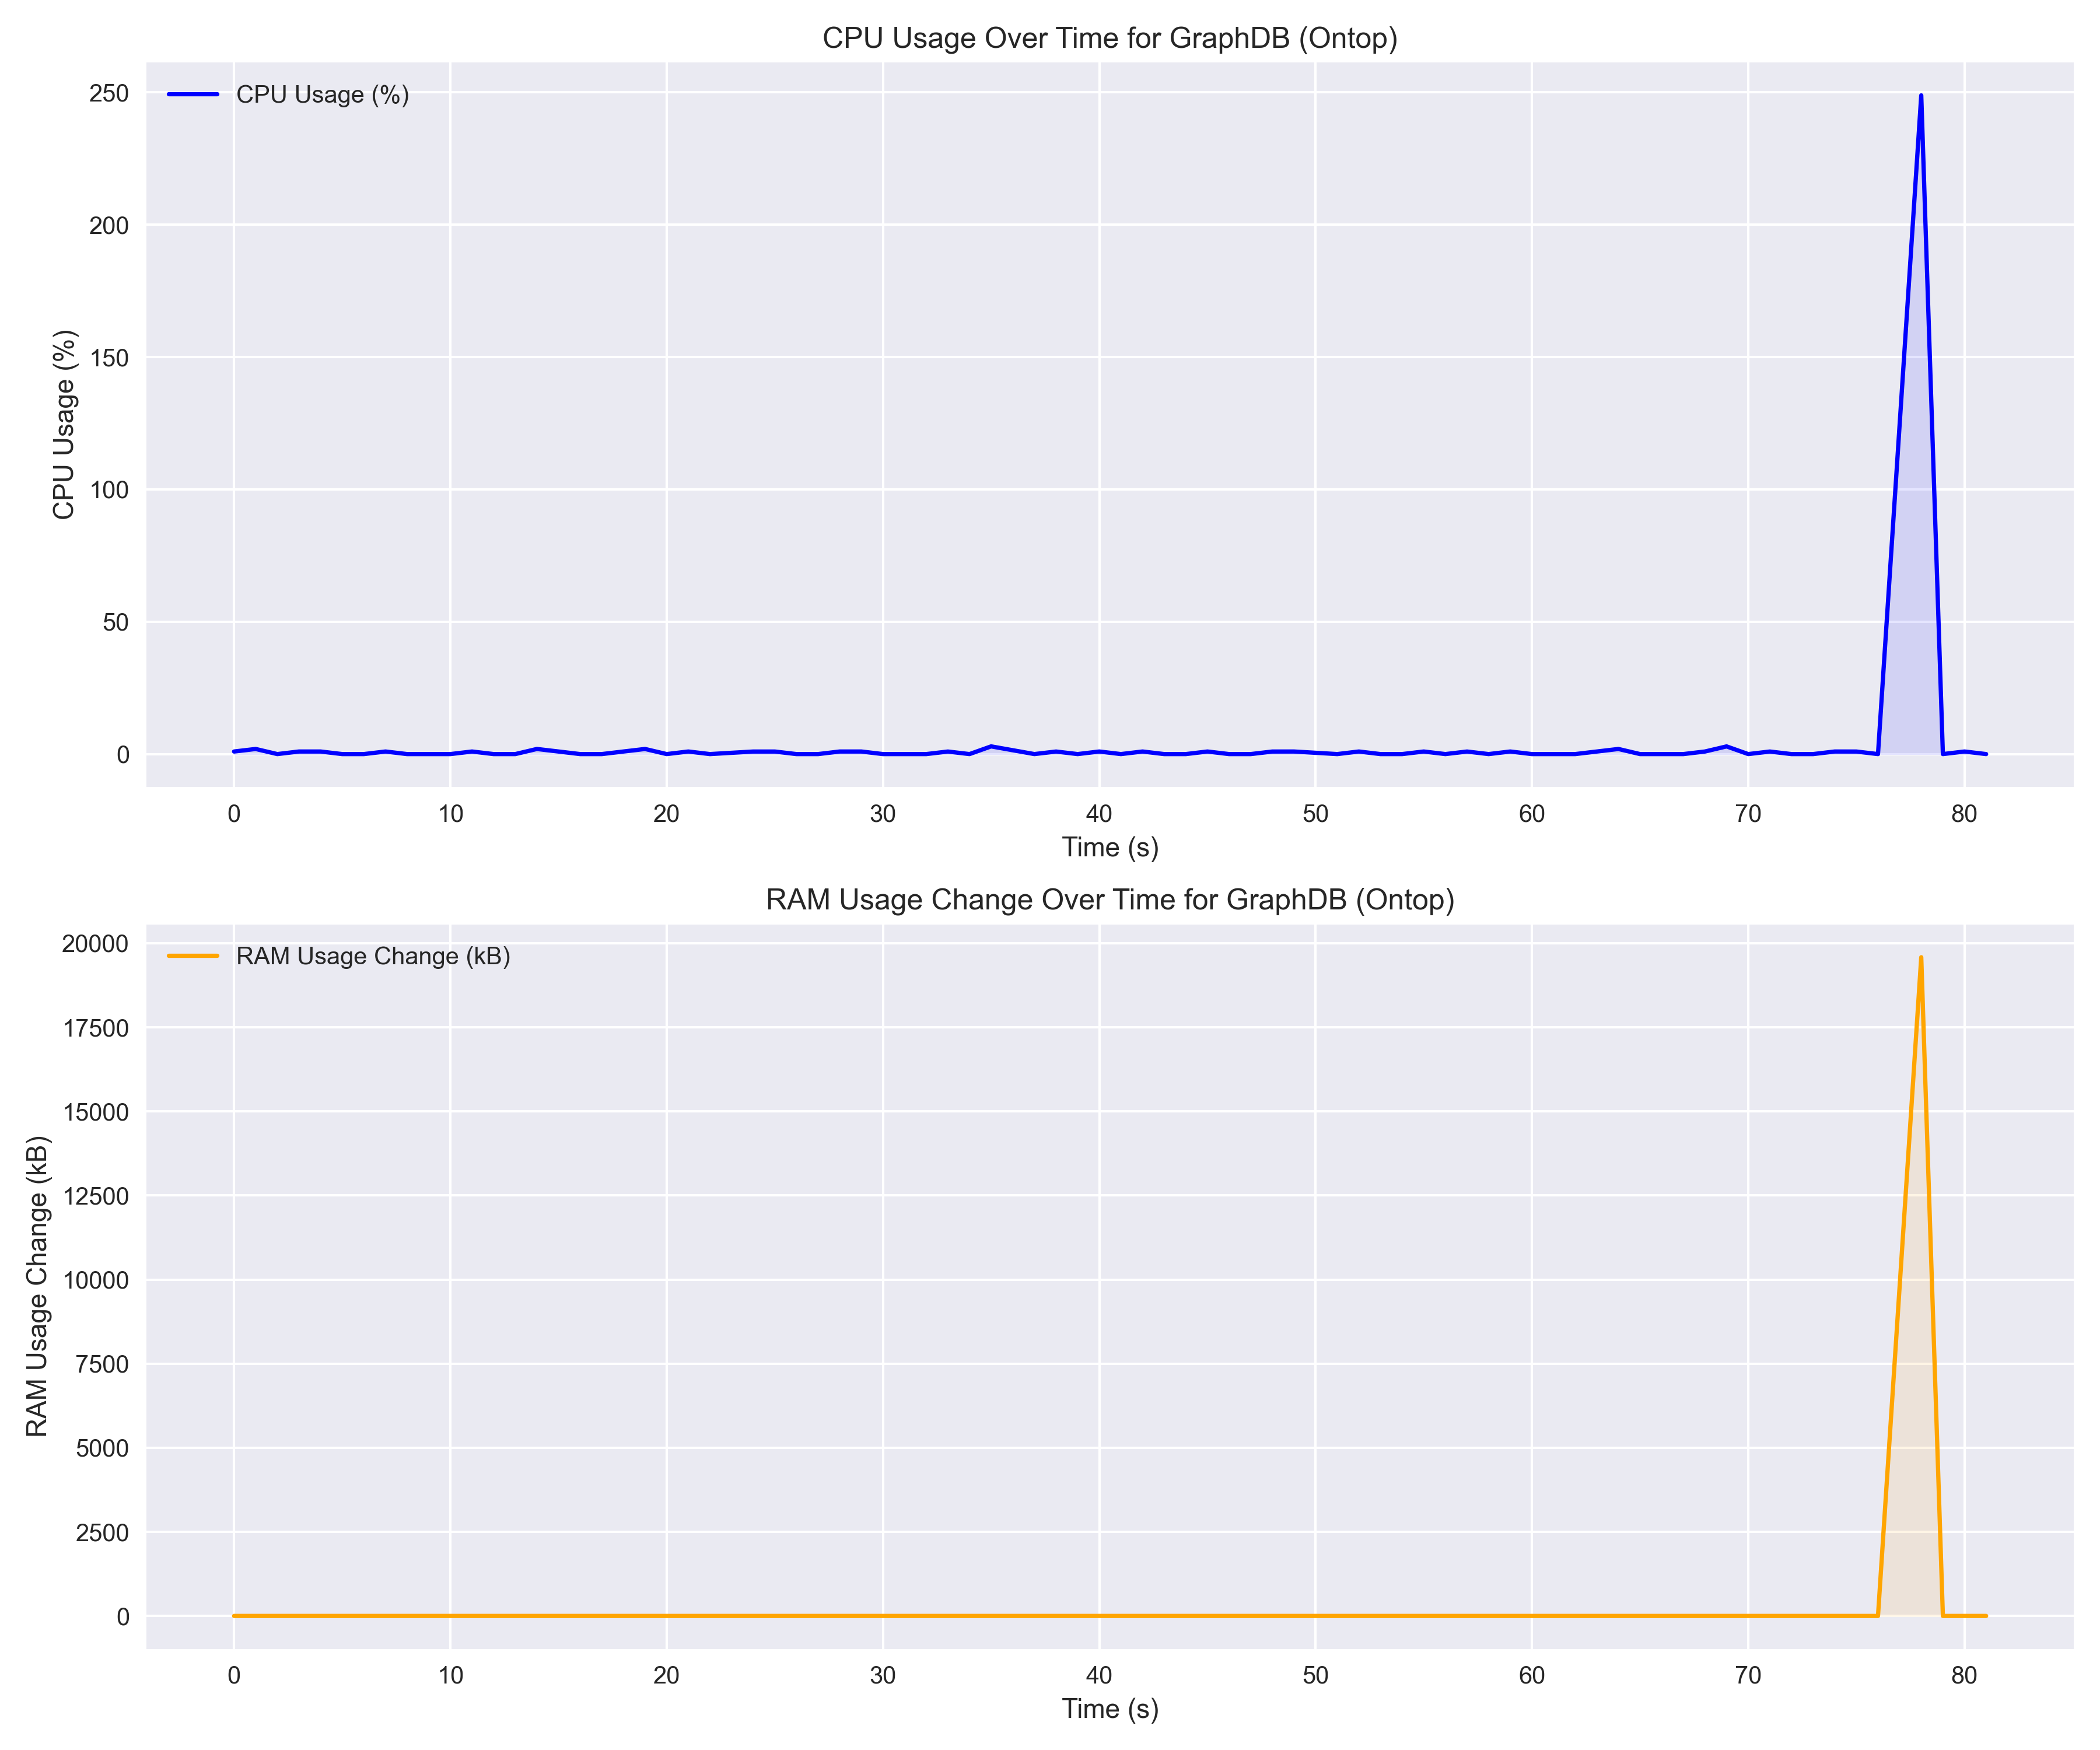 CPU Usage Over Time for GraphDB (Ontop)
CPU Usage (%)
250
200
150
100
50
0
CPU Usage (%)
0 10 20 30 40 50 60 70 80
Time (s)
RAM Usage Change Over Time for GraphDB (Ontop)
RAM Usage Change (kB)
20000
17500
15000
12500
10000
7500
5000
2500
0
RAM Usage Change (kB)
0 10 20 30 40 50 60 70 80
Time (s)